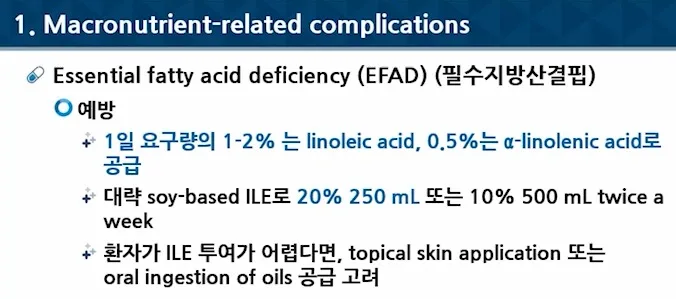 1. Macronutrient-related complications
Essential fatty acid deficiency (EFAD) (필수지방산결핍)
예방
1일 요구량의 1-2% 는 linoleic acid, 0.5%는 α-linolenic acid로
공급
대략 soy-based ILE로 20% 250 mL 또는 10% 500 mL twice a
week
환자가 ILE 투여가 어렵다면, topical skin application 또는
oral ingestion of oils 공급 고려